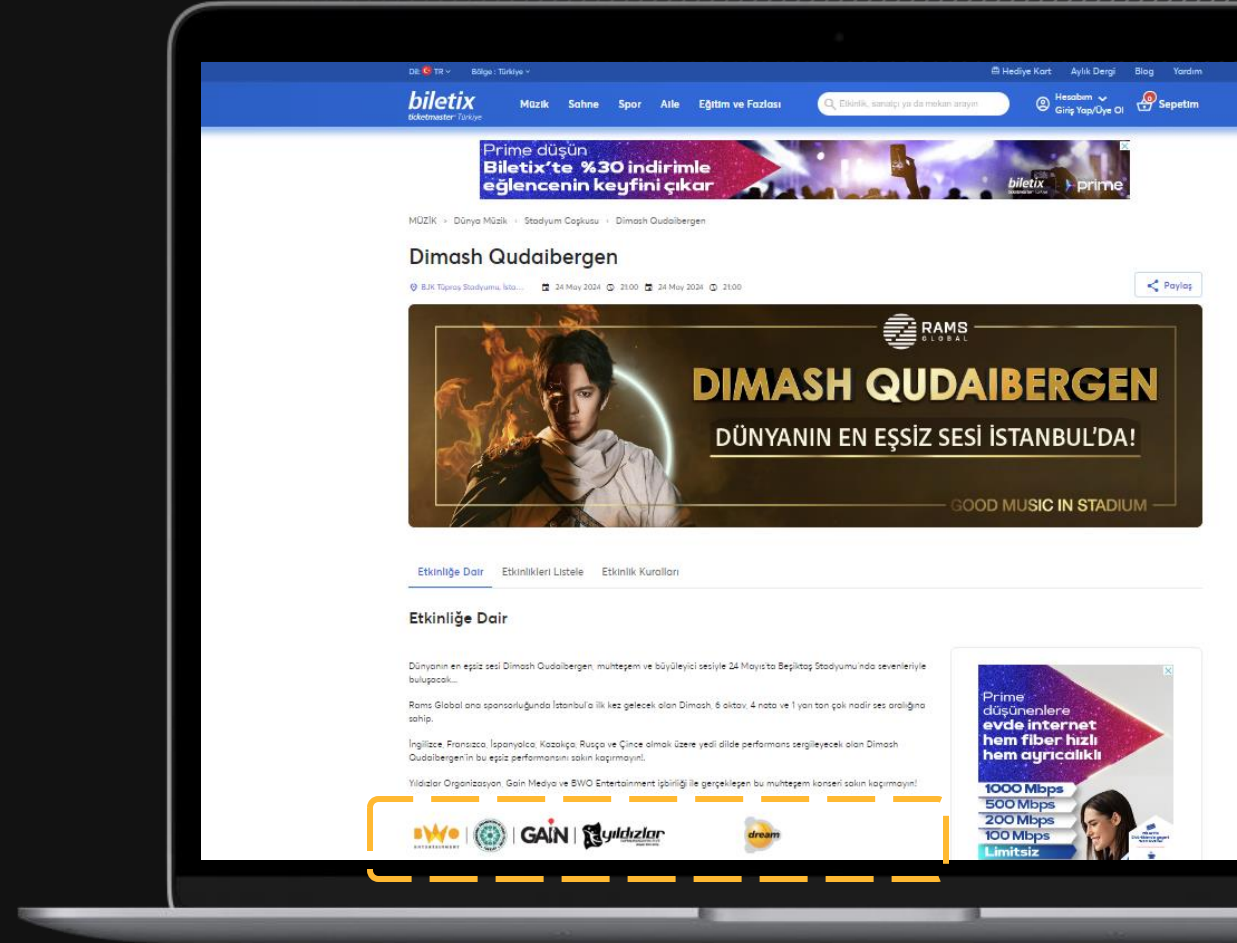 Dil: TR
Bölge : Türkiye
Hediye Kart Aylık Dergi Blog Yardım
biletix
ticketmaster Türkiye
Müzik Sahne Spor Aile Eğitim ve Fazlası
Etkinlik, sanatçı ya da mekan arayın
Hesabım
Giriş Yap/Üye Ol
0
Sepetim
Prime düşün
Biletix'te %30 indirimle
eğlencenin keyfini çıkar
biletix
prime
MÜZİK Dünya Müzik Stadyum Coşkusu Dimash Qudaibergen
Dimash Qudaibergen
BJK Tüpraş Stadyumu, İsta... 24 May 2024 21:00 24 May 2024 21:00
Paylaş
RAMS
GLOBAL
DIMASH QUDAIBERGEN
DÜNYANIN EN EŞSİZ SESİ İSTANBUL'DA!
GOOD MUSIC IN STADIUM
Etkinliğe Dair Etkinlikleri Listele Etkinlik Kuralları
Etkinliğe Dair
Dünyanın en eşsiz sesi Dimash Qudaibergen, muhteşem ve büyüleyici sesiyle 24 Mayıs'ta Beşiktaş Stadyumu'nda sevenleriyle
buluşacak...
Rams Global ana sponsorluğunda İstanbul'a ilk kez gelecek olan Dimash, 6 oktav, 4 nota ve 1 yarı ton çok nadir ses aralığına
sahip.
İngilizce, Fransızca, İspanyolca, Kazakça, Rusça ve Çince olmak üzere yedi dilde performans sergileyecek olan Dimash
Qudaibergen'in bu eşsiz performansını sakın kaçırmayın!.
Yıldızlar Organizasyon, Gain Medya ve BWO Entertainment işbirliği ile gerçekleşen bu muhteşem konseri sakın kaçırmayın!
BWO
ENTERTAINMENT
GAİN
yıldızlar
dream
Prime
düşünenlere
evde internet
hem fiber hızlı
hem ayrıcalıklı
1000 Mbps
500 Mbps
200 Mbps
100 Mbps
Limitsiz